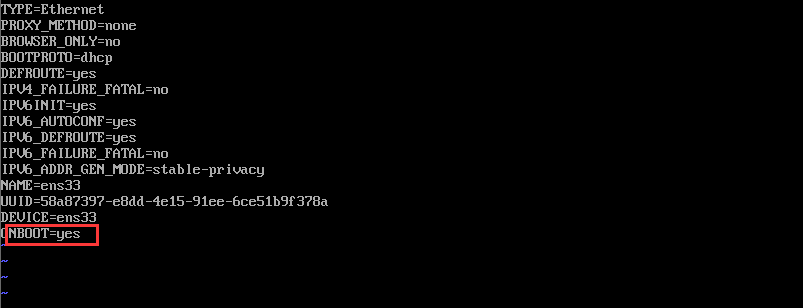 TYPE=Ethernet
PROXY_METHOD=none
BROWSER_ONLY=no
BOOTPROTO=dhcp
DEFROUTE=yes
IPV4_FAILURE_FATAL=no
IPV6INIT=yes
IPV6_AUTOCONF=yes
IPV6_DEFROUTE=yes
IPV6_FAILURE_FATAL=no
IPV6_ADDR_GEN_MODE=stable-privacy
NAME=ens33
UUID=58a87397-e8dd-4e15-91ee-6ce51b9f378a
DEVICE=ens33
ONBOOT=yes
~
~
~
~